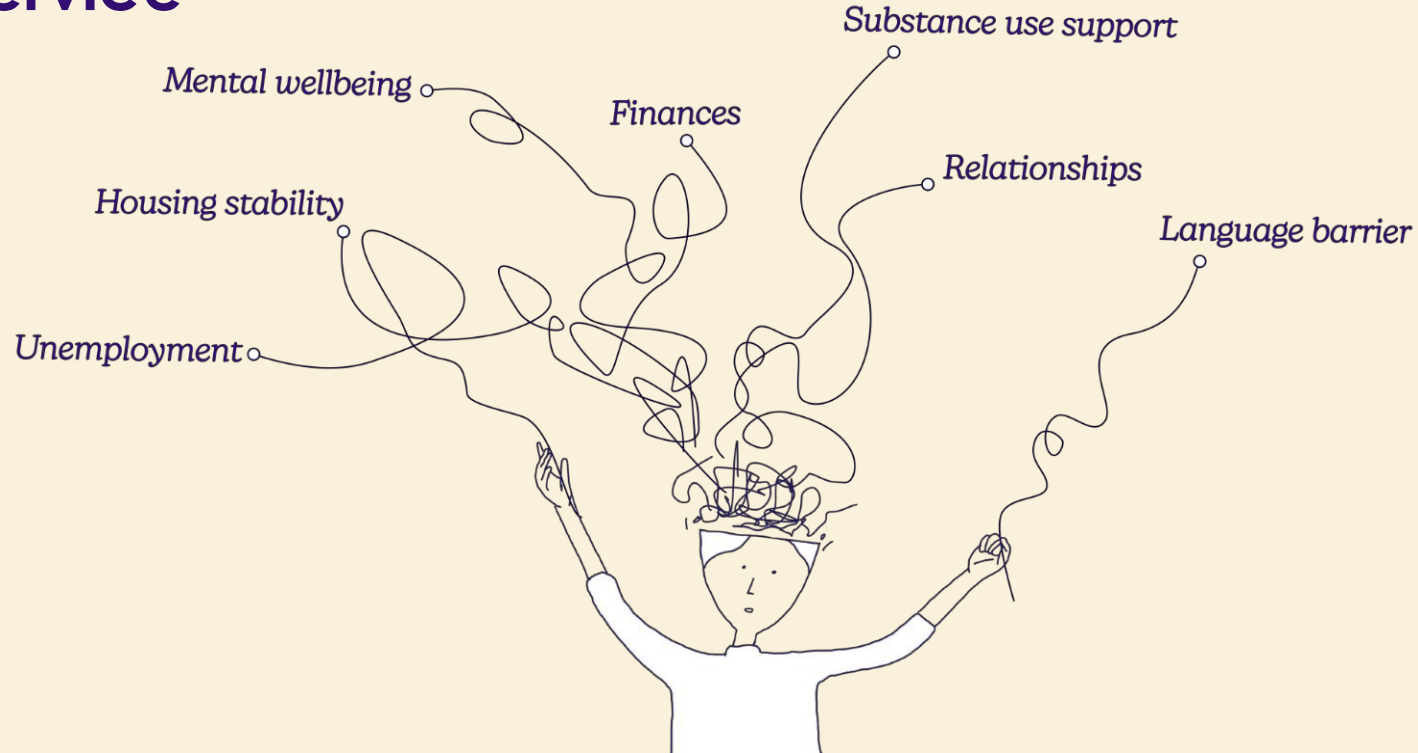 Substance use support
Mental wellbeing
Finances
Relationships
Housing stability
Language barrier
Unemployment